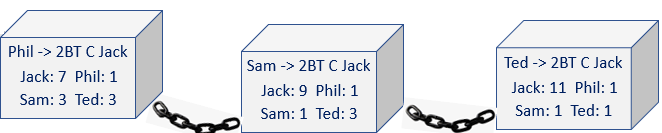 Phil -> 2BT C Jack
Jack: 7 Phil: 1
Sam: 3 Ted: 3
Sam -> 2BT C Jack
Jack: 9 Phil: 1
Sam: 1 Ted: 3
Ted -> 2BT C Jack
Jack: 11 Phil: 1
Sam: 1 Ted: 1